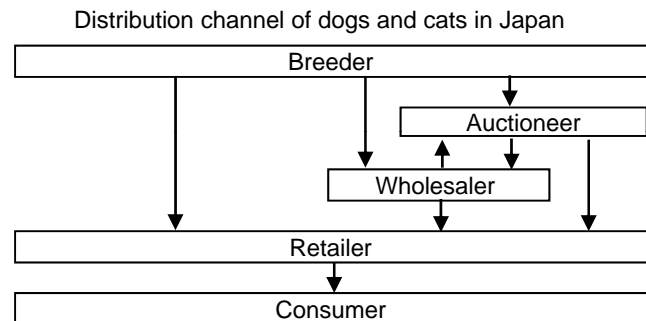 Distribution channel of dogs and cats in Japan
Breeder
Auctioneer
Wholesaler
Retailer
Consumer